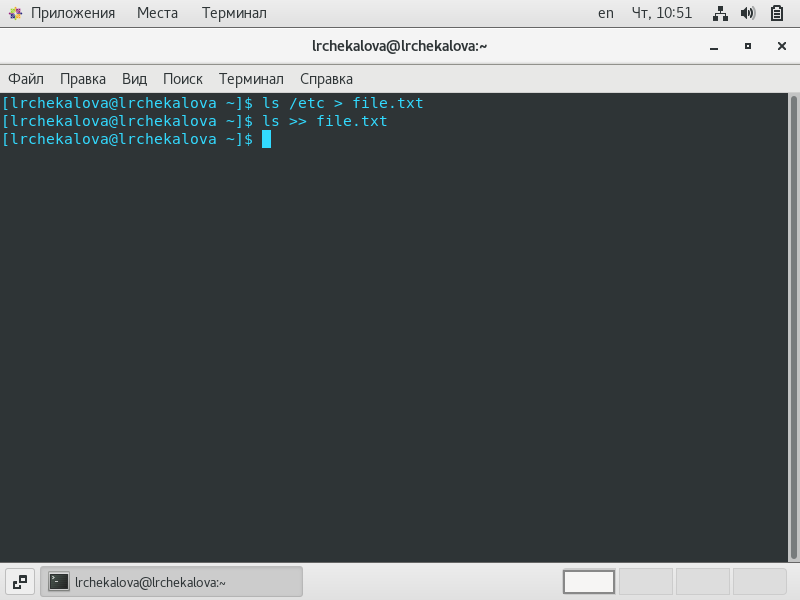 Приложения Места Терминал en Чт, 10:51
lrchekalova@lrchekalova:~
Файл Правка Вид Поиск Терминал Справка
[lrchekalova@lrchekalova ~]$ ls /etc > file.txt
[lrchekalova@lrchekalova ~]$ ls >> file.txt
[lrchekalova@lrchekalova ~]$
lrchekalova@lrchekalova:~